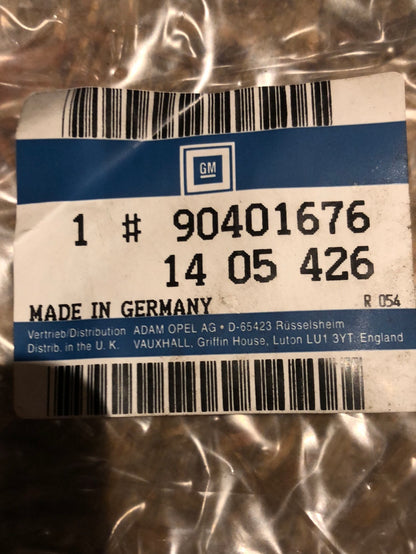 GM
1 # 90401676
14 05 426
MADE IN GERMANY R 054
Vertrieb/Distribution ADAM OPEL AG • D-65423 Rüsselsheim
Distrib. in the U. K. VAUXHALL, Griffin House, Luton LU1 3YT, England